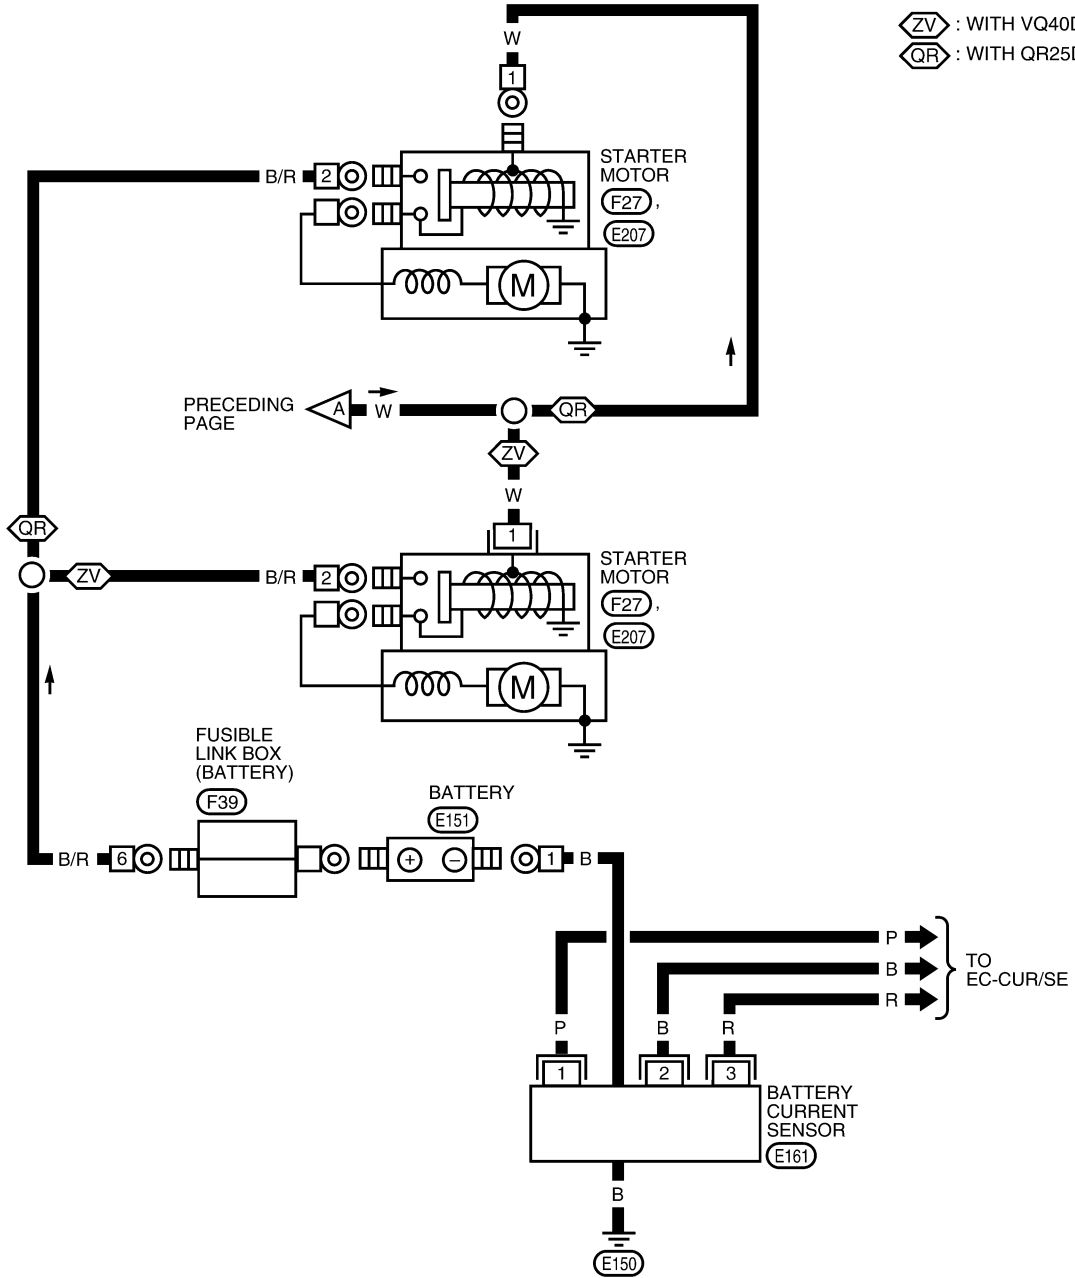 W
ZV : WITH VQ40D
QR : WITH QR25D
1
STARTER
MOTOR
F27 ,
E207
B/R 2
M
PRECEDING
PAGE
A W QR
ZV
W
QR
1
ZV B/R 2
STARTER
MOTOR
F27 ,
E207
M
FUSIBLE
LINK BOX
(BATTERY)
F39
BATTERY
E151
B/R 6 + – 1 B
P
B
R
TO
EC-CUR/SE
P B R
1 2 3
BATTERY
CURRENT
SENSOR
E161
B
E150